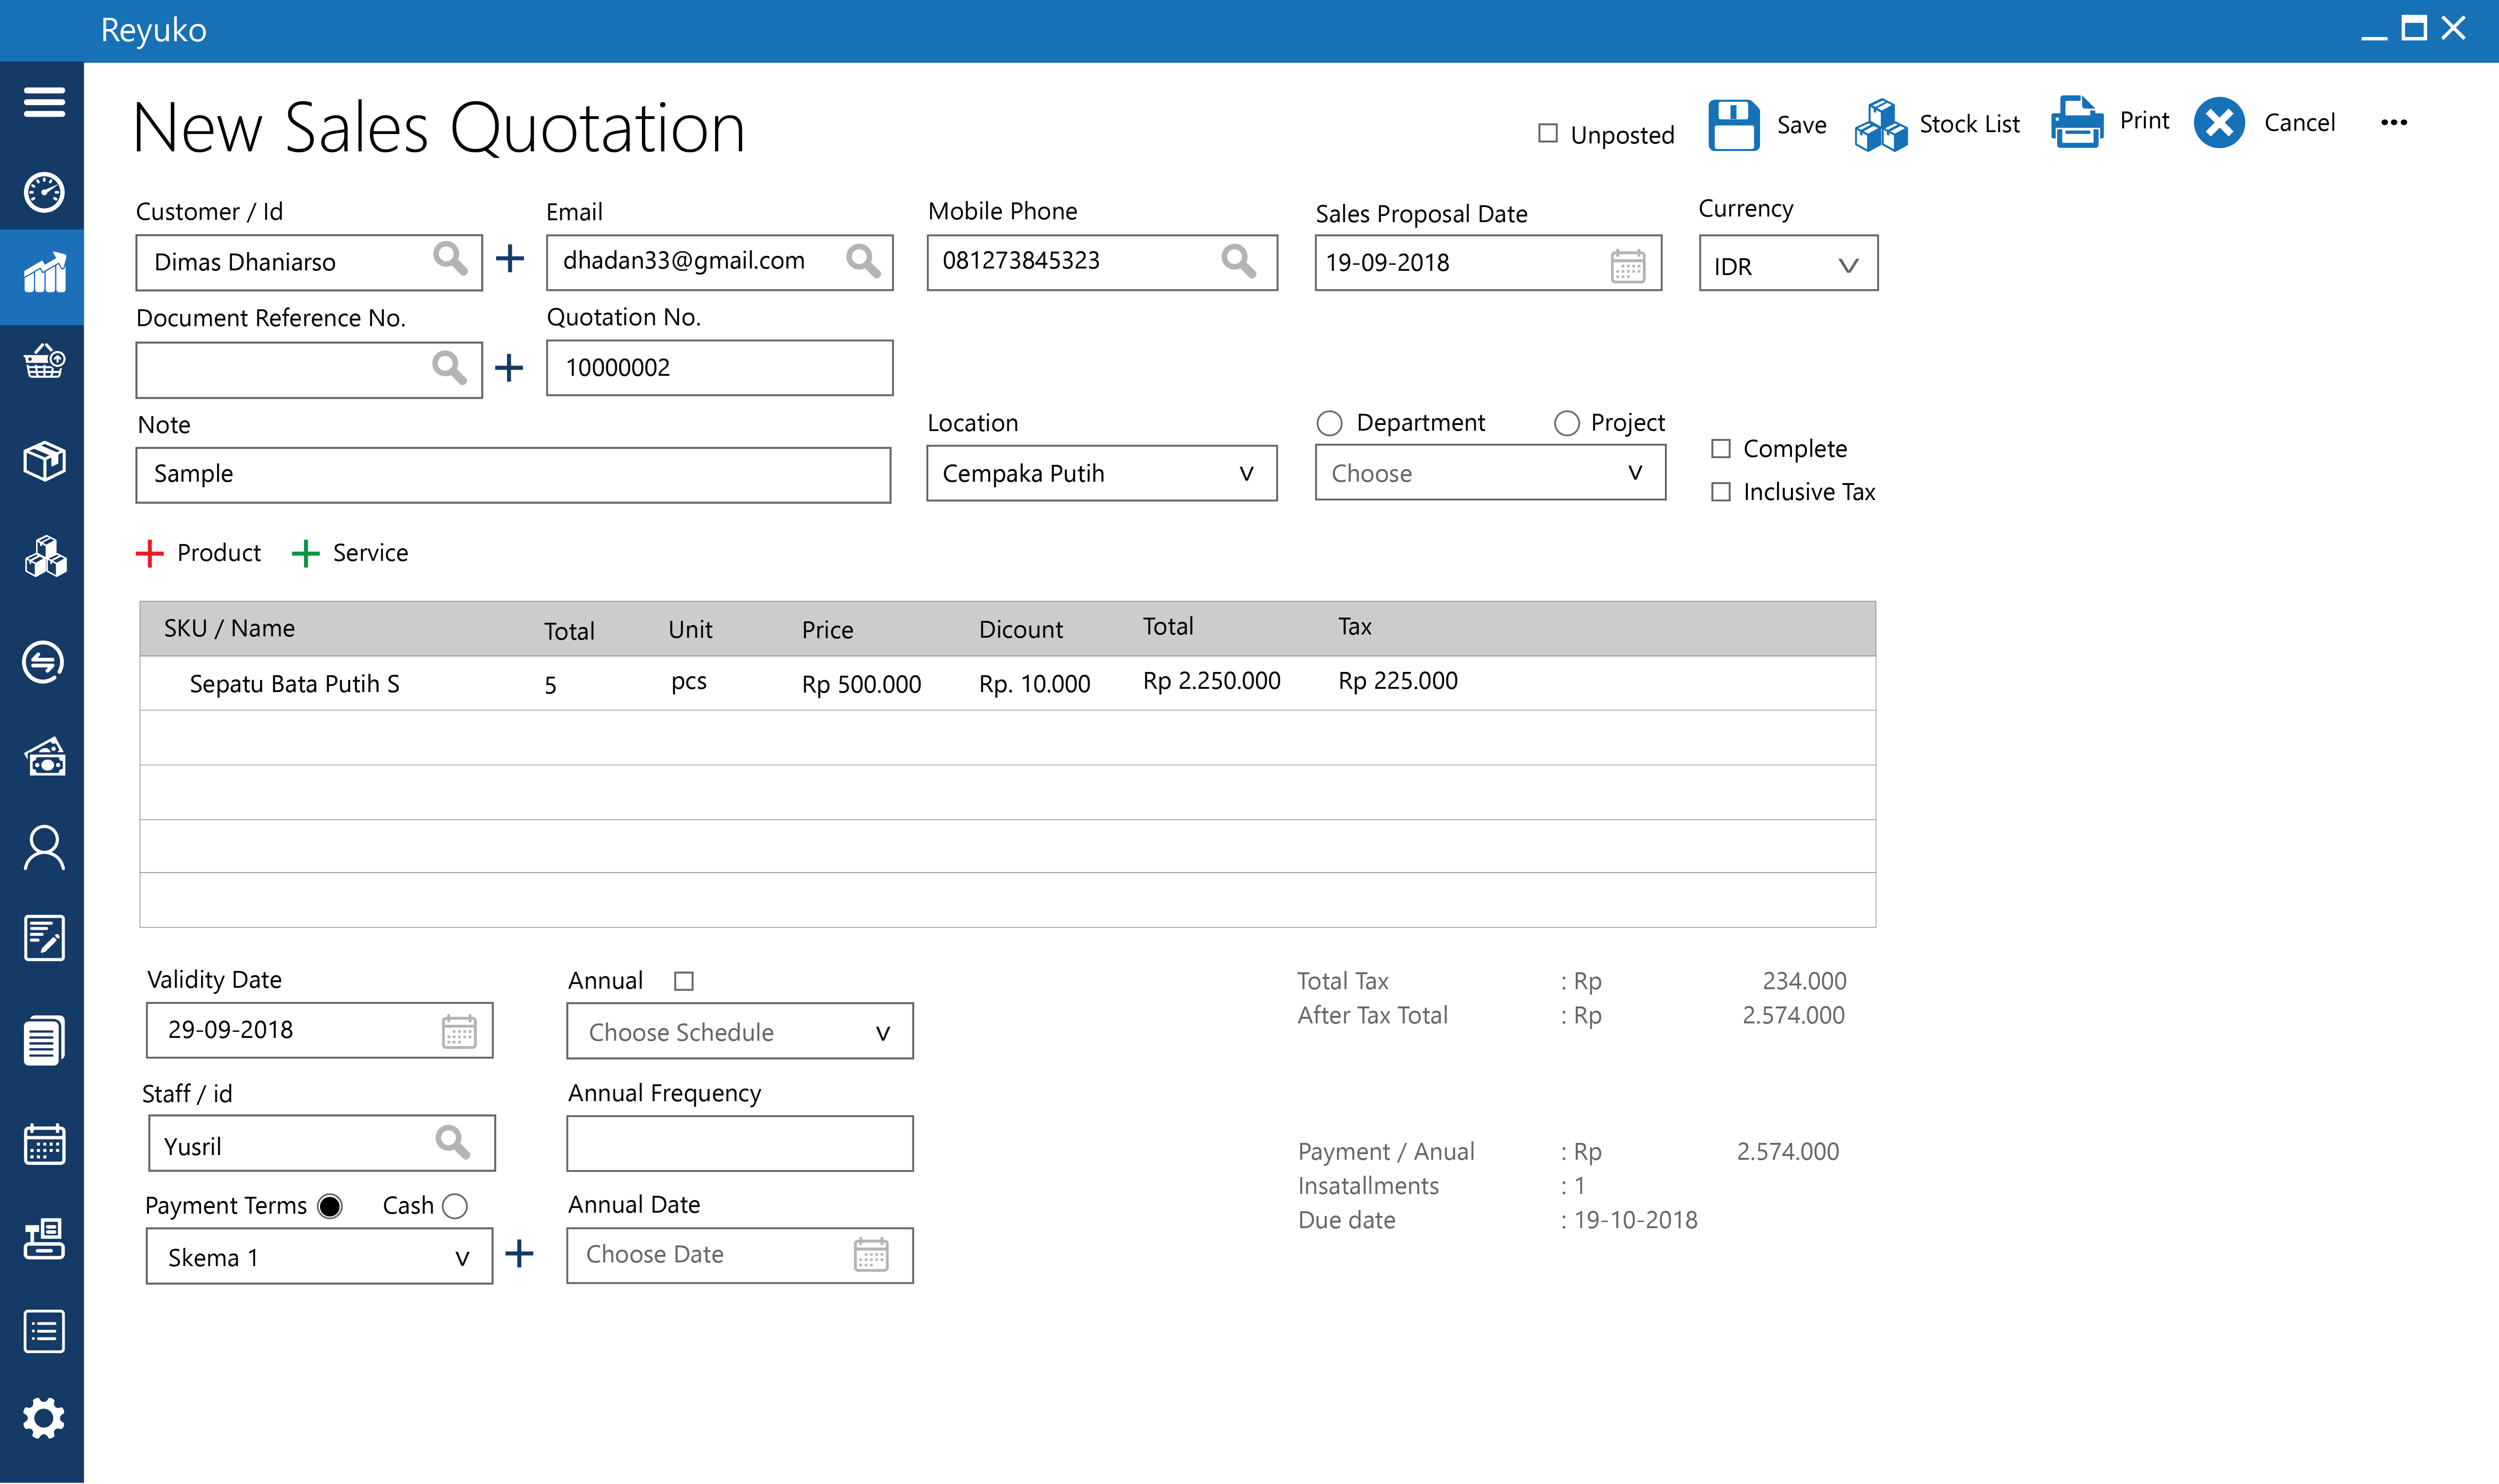 Reyuko
New Sales Quotation
Unposted
Save
Stock List
Print
Cancel
Customer / Id
Email
Mobile Phone
Sales Proposal Date
Currency
Dimas Dhaniarso
dhadan33@gmail.com
081273845323
19-09-2018
IDR
Document Reference No.
Quotation No.
10000002
Note
Location
Department
Project
Sample
Cempaka Putih
Choose
Complete
Inclusive Tax
Product
Service
SKU / Name Total Unit Price Dicount Total Tax
Sepatu Bata Putih S 5 pcs Rp 500.000 Rp. 10.000 Rp 2.250.000 Rp 225.000
Validity Date
Annual
29-09-2018
Choose Schedule
Total Tax : Rp 234.000
After Tax Total : Rp 2.574.000
Staff / id
Annual Frequency
Yusril
Payment / Anual : Rp 2.574.000
Insatallments : 1
Due date : 19-10-2018
Payment Terms
Cash
Annual Date
Skema 1
Choose Date